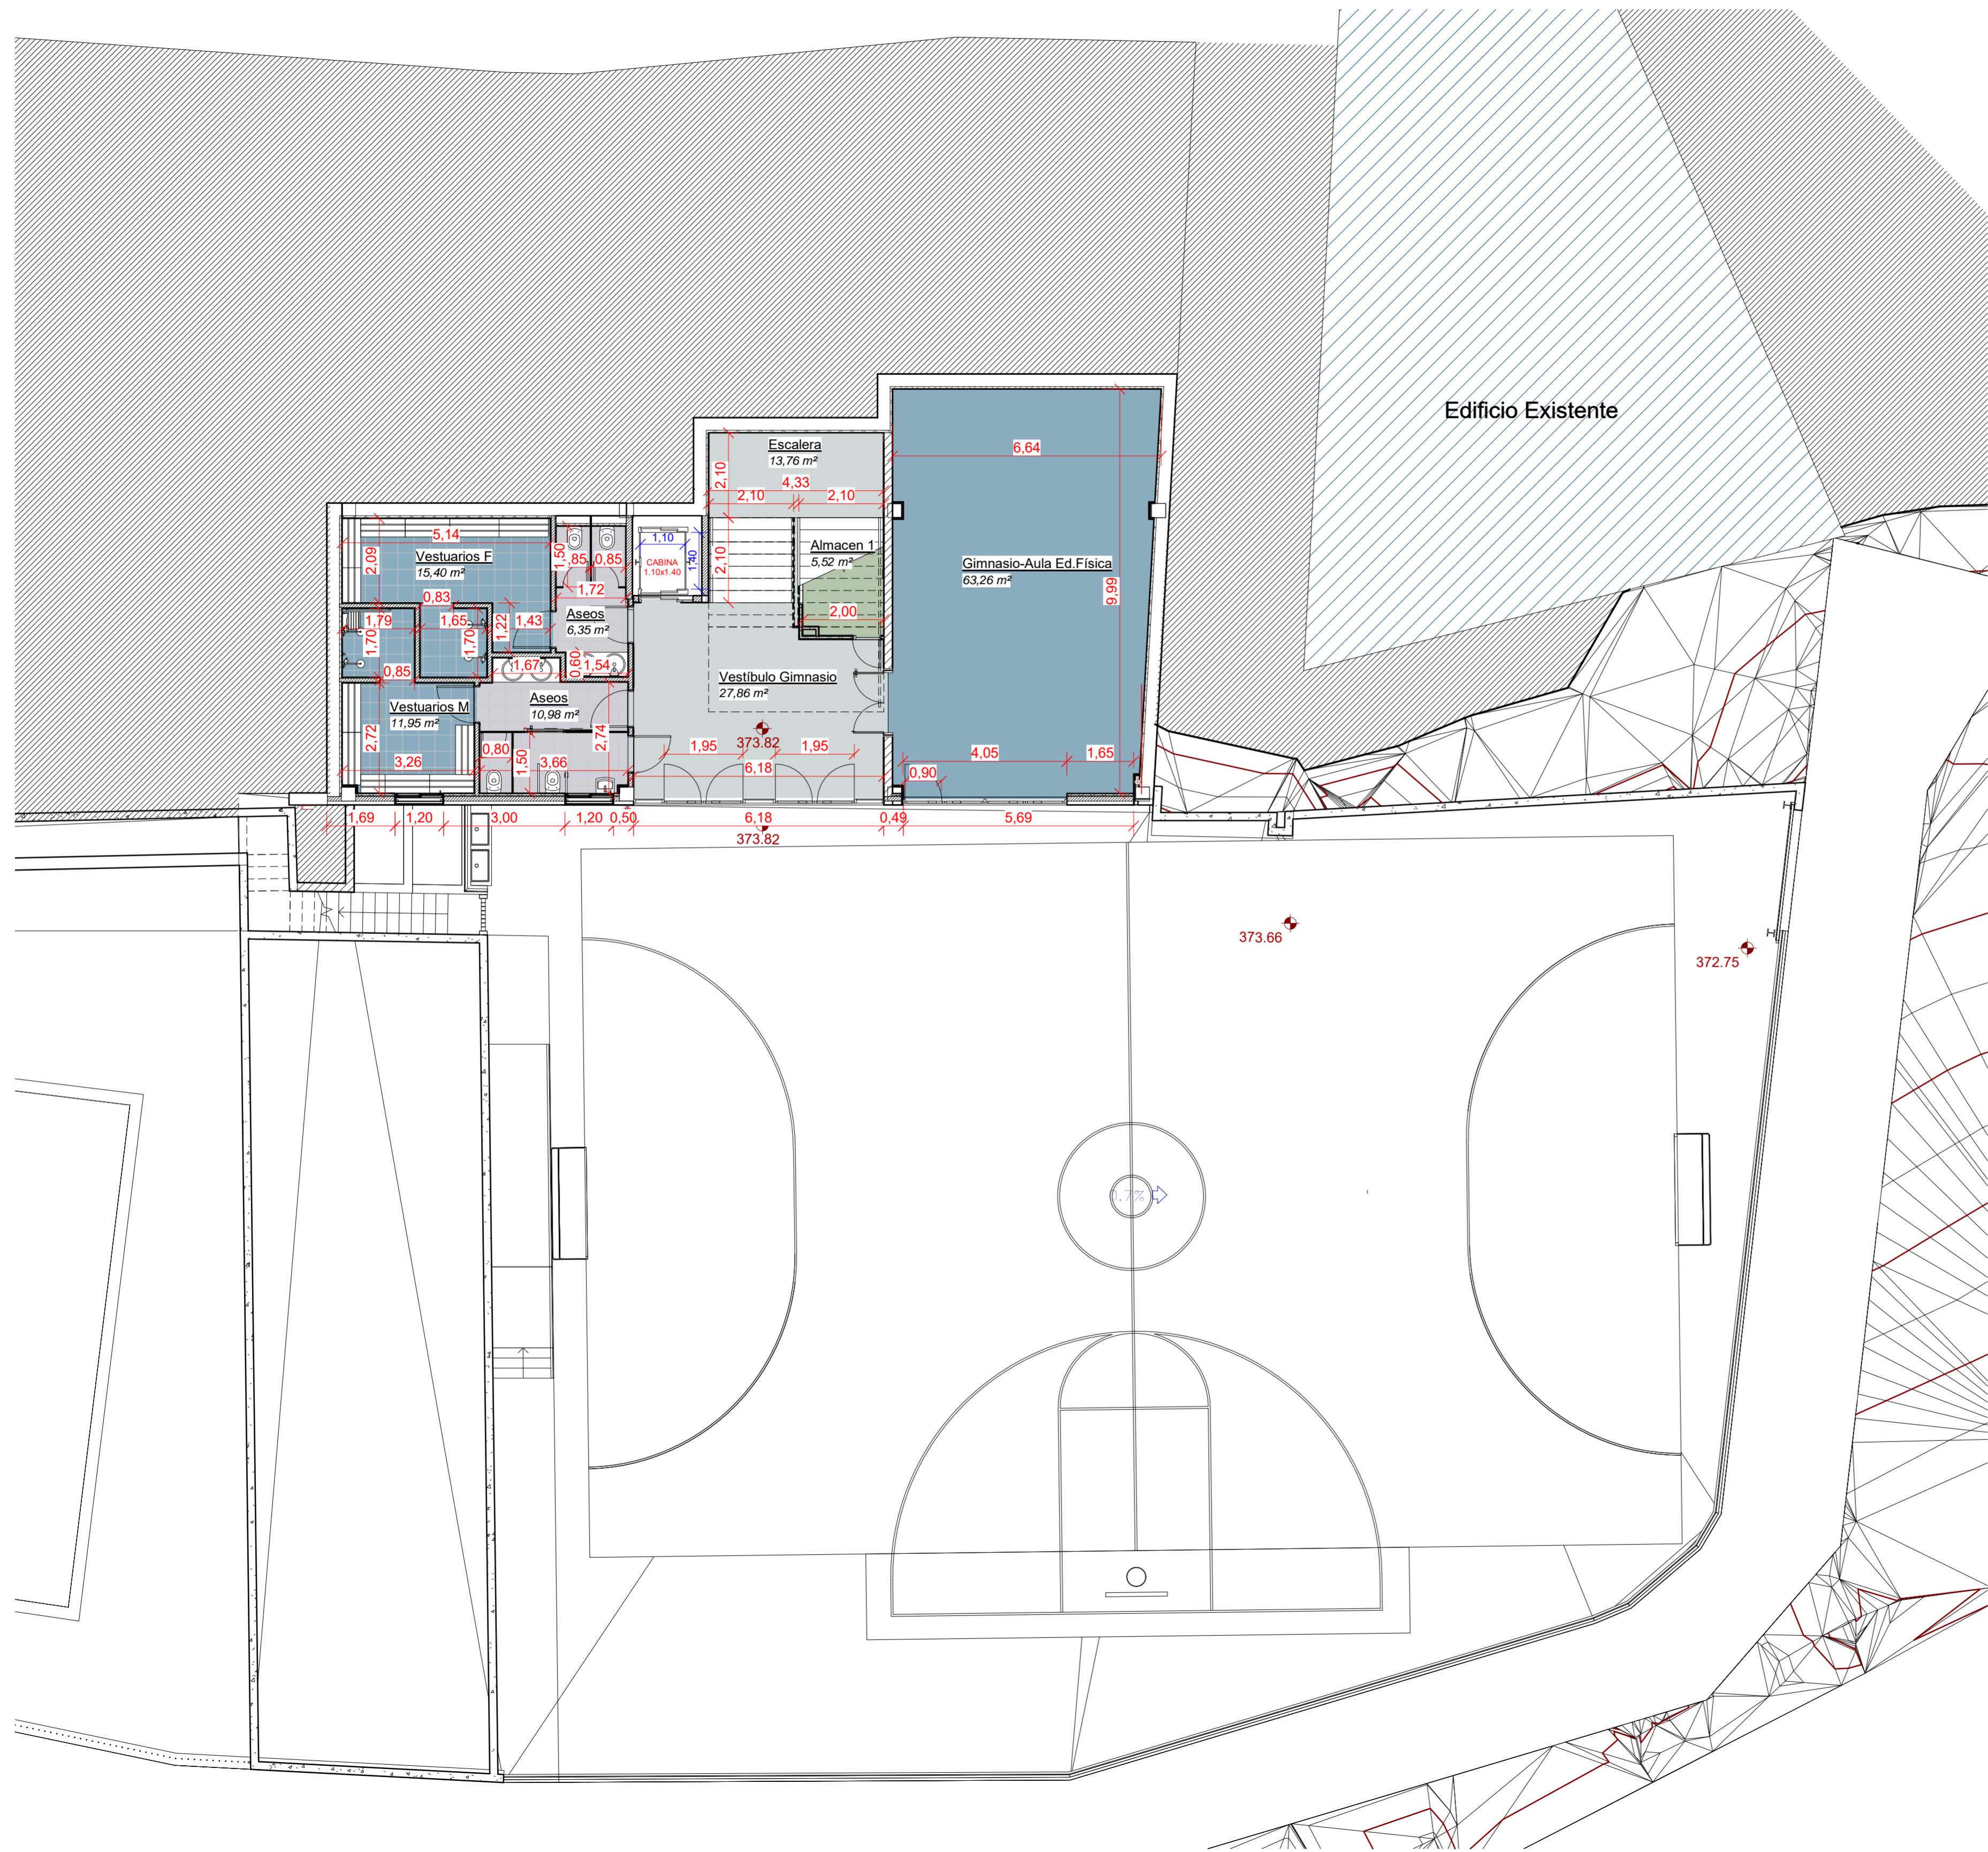 Edificio Existente
Escalera
13,76 m²
6,64
2,10
4,33
2,10
2,10
5,14
2,09
Vestuarios F
15,40 m²
1,50
,85
0,85
1,10
CABINA
1.10x1.40
1,40
2,10
Almacen 1
5,52 m²
Gimnasio-Aula Ed.Física
63,26 m²
9,99
0,83
1,72
1,79
1,65
1,22
1,43
Aseos
6,35 m²
2,00
1,70
1,70
0,85
1,67
0,60
1,54
Vestíbulo Gimnasio
27,86 m²
Vestuarios M
11,95 m²
Aseos
10,98 m²
2,72
2,74
373.82
0,80
1,50
3,66
1,95
1,95
4,05
1,65
3,26
6,18
0,90
1,69
1,20
3,00
1,20
0,50
6,18
0,49
5,69
373.82
373.66
372.75
0.7%